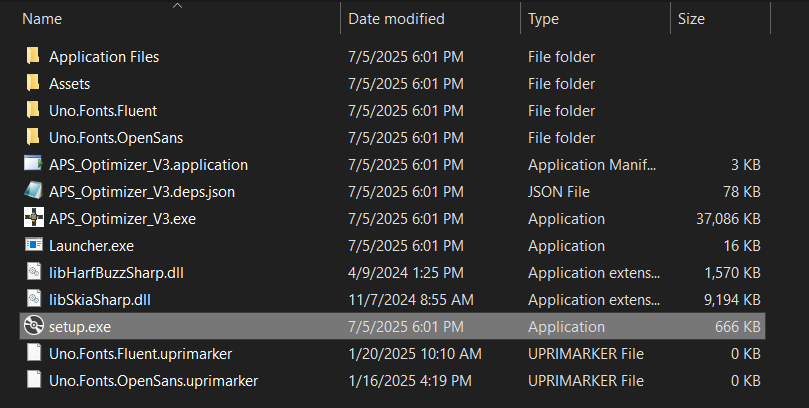 Name Date modified Type Size
Application Files 7/5/2025 6:01 PM File folder
Assets 7/5/2025 6:01 PM File folder
Uno.Fonts.Fluent 7/5/2025 6:01 PM File folder
Uno.Fonts.OpenSans 7/5/2025 6:01 PM File folder
APS_Optimizer_V3.application 7/5/2025 6:01 PM Application Manif... 3 KB
APS_Optimizer_V3.deps.json 7/5/2025 6:01 PM JSON File 78 KB
APS_Optimizer_V3.exe 7/5/2025 6:01 PM Application 37,086 KB
Launcher.exe 7/5/2025 6:01 PM Application 16 KB
libHarfBuzzSharp.dll 4/9/2024 1:25 PM Application extens... 1,570 KB
libSkiaSharp.dll 11/7/2024 8:55 AM Application extens... 9,194 KB
setup.exe 7/5/2025 6:01 PM Application 666 KB
Uno.Fonts.Fluent.uprimarker 1/20/2025 10:10 AM UPRIMARKER File 0 KB
Uno.Fonts.OpenSans.uprimarker 1/16/2025 4:19 PM UPRIMARKER File 0 KB